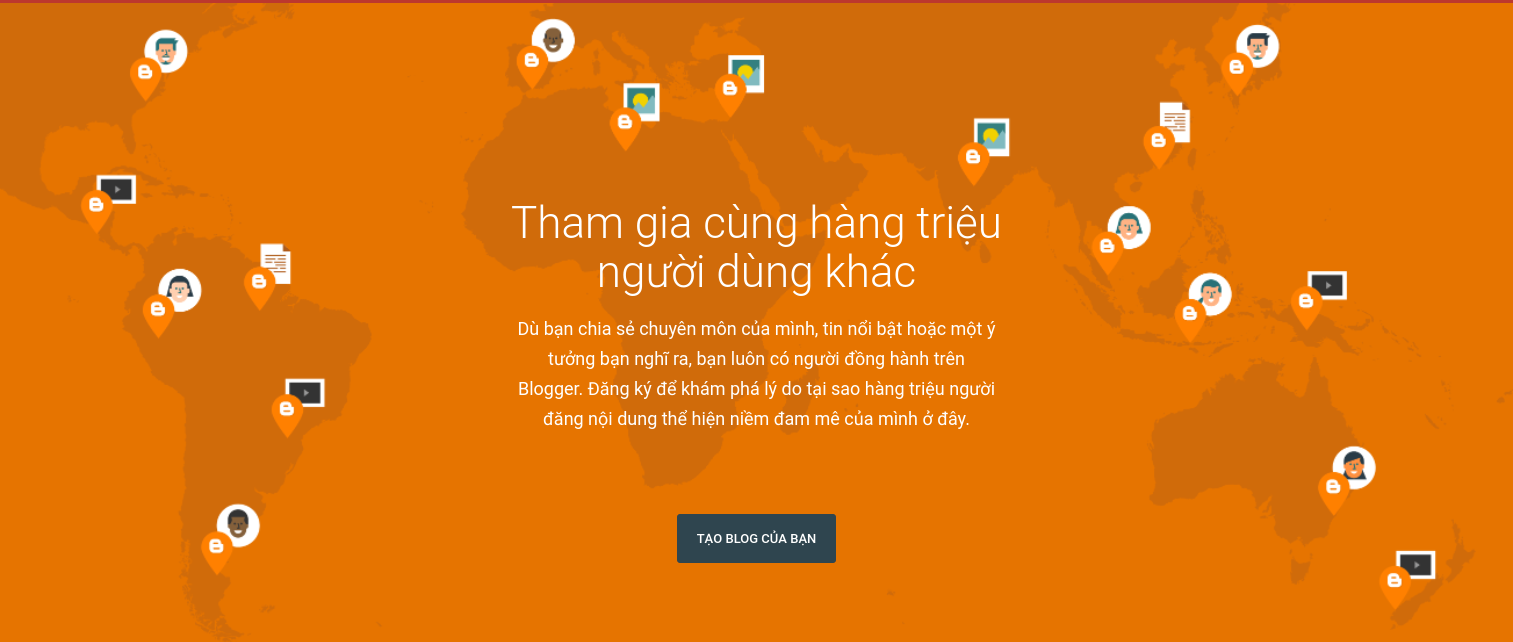 Tham gia cùng hàng triệu
người dùng khác
Dù bạn chia sẻ chuyên môn của mình, tin nổi bật hoặc một ý
tưởng bạn nghĩ ra, bạn luôn có người đồng hành trên
Blogger. Đăng ký để khám phá lý do tại sao hàng triệu người
đăng nội dung thể hiện niềm đam mê của mình ở đây.
TẠO BLOG CỦA BẠN